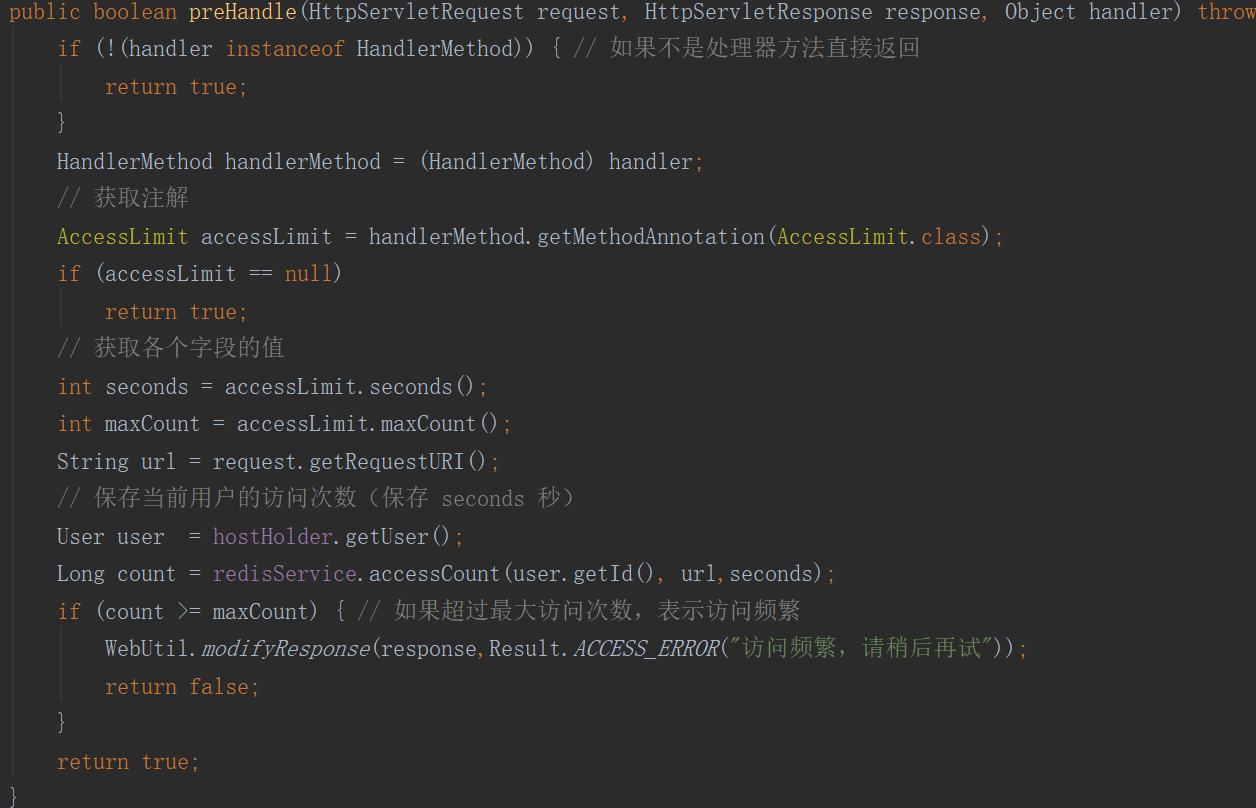 public boolean preHandle(HttpServletRequest request, HttpServletResponse response, Object handler) throw
if (!(handler instanceof HandlerMethod)) { // 如果不是处理器方法直接返回
return true;
}
HandlerMethod handlerMethod = (HandlerMethod) handler;
// 获取注解
AccessLimit accessLimit = handlerMethod.getMethodAnnotation(AccessLimit.class);
if (accessLimit == null)
return true;
// 获取各个字段的值
int seconds = accessLimit.seconds();
int maxCount = accessLimit.maxCount();
String url = request.getRequestURI();
// 保存当前用户的访问次数（保存 seconds 秒）
User user  = hostHolder.getUser();
Long count = redisService.accessCount(user.getId(), url,seconds);
if (count >= maxCount) { // 如果超过最大访问次数，表示访问频繁
WebUtil.modifyResponse(response,Result.ACCESS_ERROR("访问频繁，请稍后再试"));
return false;
}
return true;
}